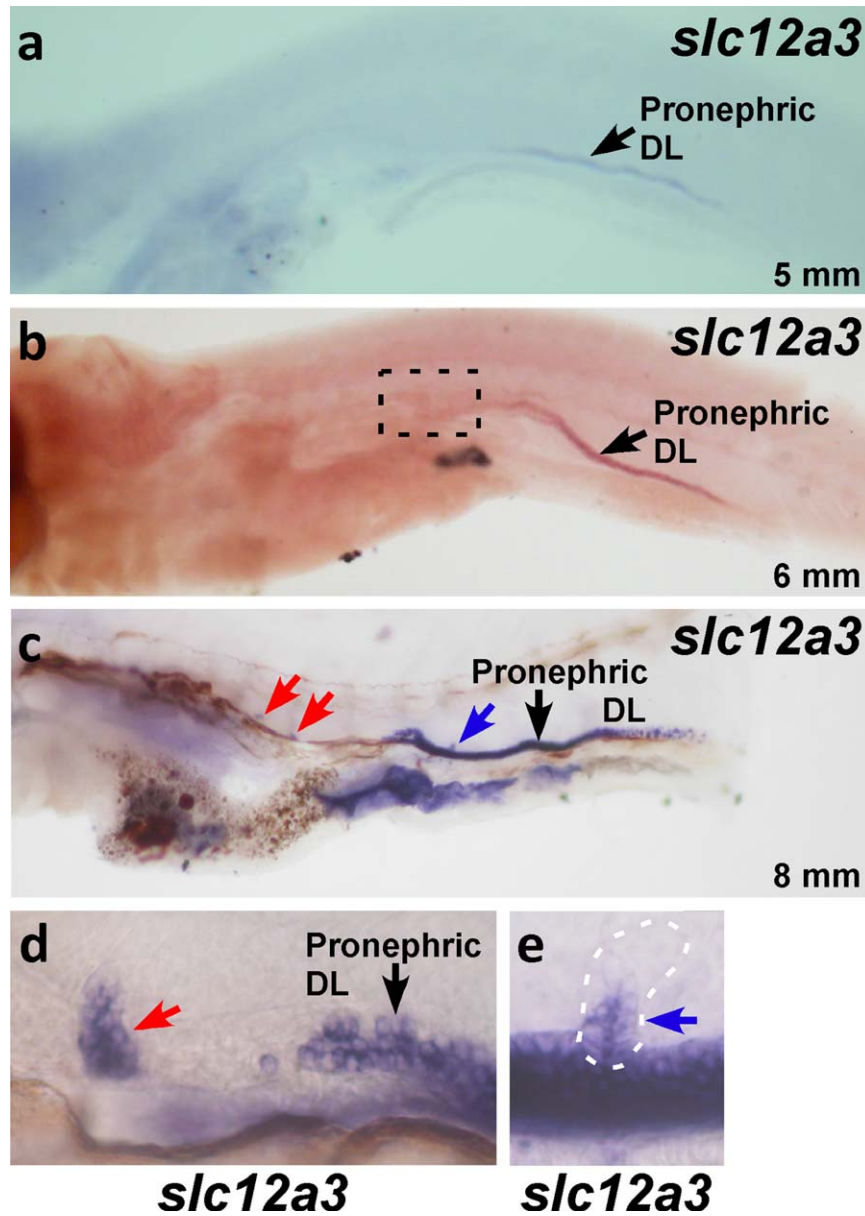 a
slc12a3
Pronephric
DL
5 mm
b
slc12a3
Pronephric
DL
6 mm
c
slc12a3
Pronephric
DL
8 mm
d
Pronephric
DL
e
slc12a3
slc12a3